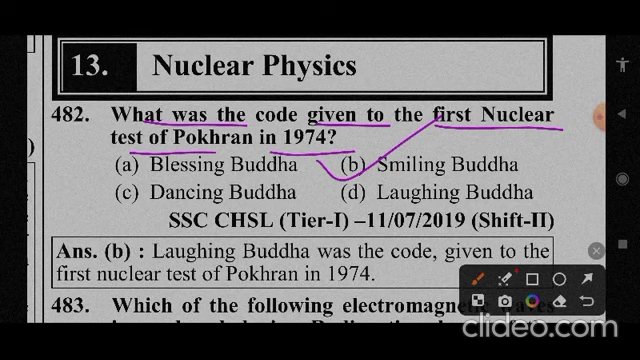 13. Nuclear Physics
482. What was the code given to the first Nuclear
test of Pokhran in 1974?
(a) Blessing Buddha (b) Smiling Buddha
(c) Dancing Buddha (d) Laughing Buddha
SSC CHSL (Tier-I) –11/07/2019 (Shift-II)
Ans. (b) : Laughing Buddha was the code, given to the
first nuclear test of Pokhran in 1974.
483. Which of the following electromagnetic waves
clideo.com